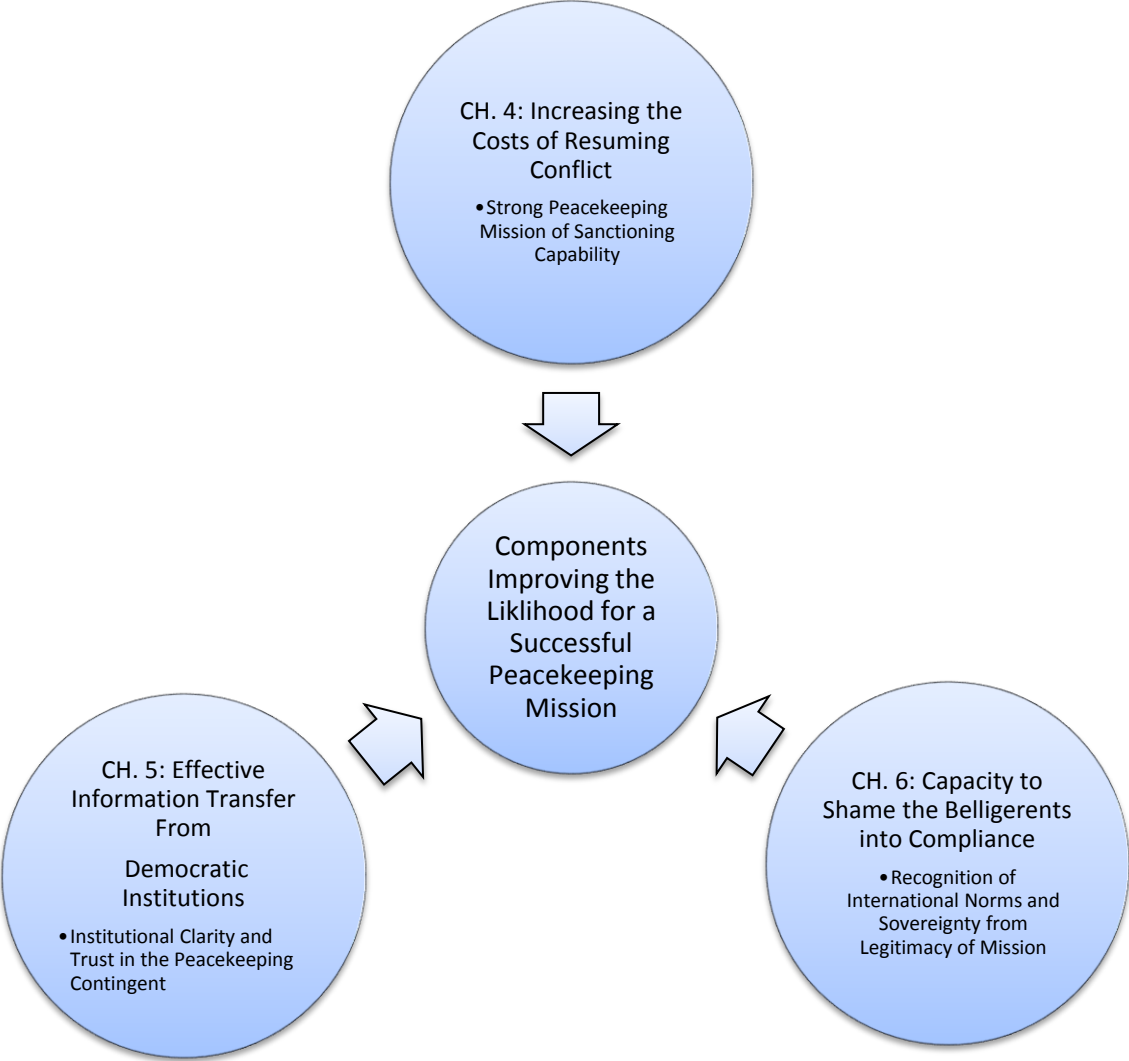 CH. 4: Increasing the
Costs of Resuming
Conflict
•Strong Peacekeeping
Mission of Sanctioning
Capability
Components
Improving the
Liklihood for a
Successful
Peacekeeping
Mission
CH. 5: Effective
Information Transfer
From
Democratic
Institutions
•Institutional Clarity and
Trust in the Peacekeeping
Contingent
CH. 6: Capacity to
Shame the Belligerents
into Compliance
•Recognition of
International Norms and
Sovereignty from
Legitimacy of Mission